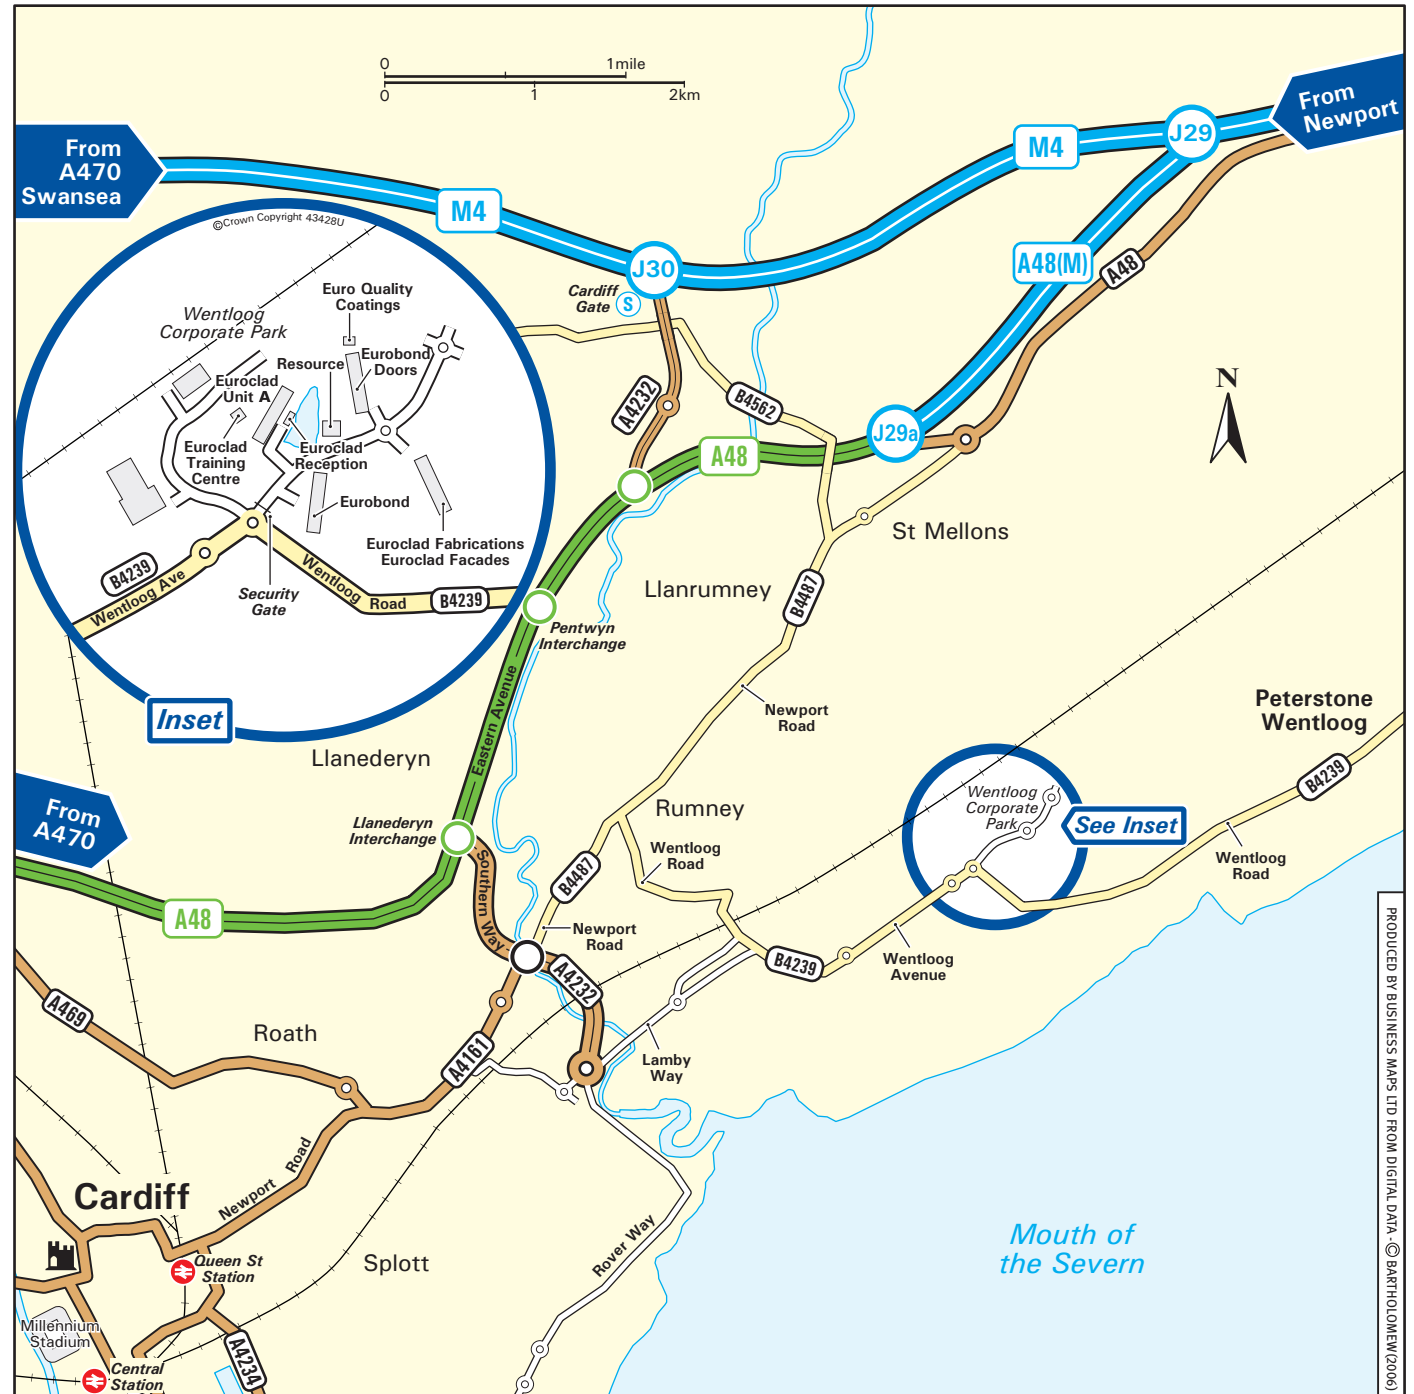 0 1mile
0 1 2km
From
Newport
J29
M4
From
A470
Swansea
M4
©Crown Copyright 43428U
J30
A48(M)
A48
Cardiff
Gate
S
Euro Quality
Coatings
Wentloog
Corporate Park
Eurobond
Doors
Resource
Euroclad
Unit A
A4232
B4562
N
J29a
Euroclad
Training
Centre
Euroclad
Reception
A48
Eurobond
St Mellons
Euroclad Fabrications
Euroclad Facades
B4239
Wentloog Ave
Security
Gate
Wentloog
Road
B4239
Llanrumney
B4487
Pentwyn
Interchange
Inset
Eastern Avenue
Newport
Road
Peterstone
Wentloog
Llanederyn
B4239
Wentloog
Corporate
Park
See Inset
From
A470
Llanederyn
Interchange
Rumney
Wentloog
Road
Wentloog
Road
Southern Way
B4487
A48
Newport
Road
Wentloog
Avenue
B4239
A4232
A469
Roath
A4161
Lamby
Way
Newport
Road
Cardiff
Rover Way
Mouth of
the Severn
Queen St
Station
Splott
Millennium
Stadium
A4234
Central
Station
PRODUCED BY BUSINESS MAPS LTD FROM DIGITAL DATA - © BARTHOLOMEW(2006)